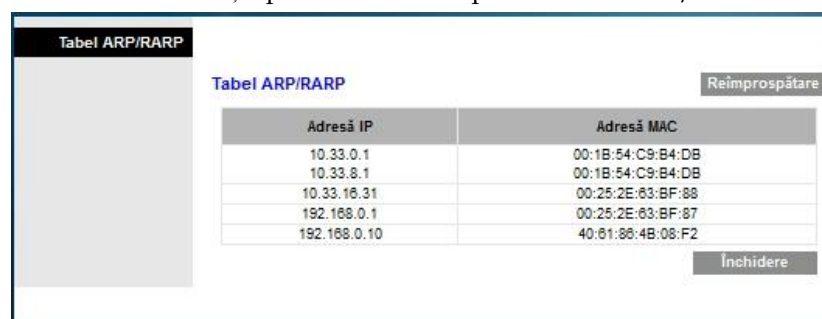 Tabel ARP/RARP
Tabel ARP/RARP
Reîmprospătare
Adresă IP Adresă MAC
10.33.0.1 00:1B:54:C9:B4:DB
10.33.8.1 00:1B:54:C9:B4:DB
10.33.16.31 00:25:2E:63:BF:88
192.168.0.1 00:25:2E:63:BF:87
192.168.0.10 40:61:86:4B:08:F2
Închidere